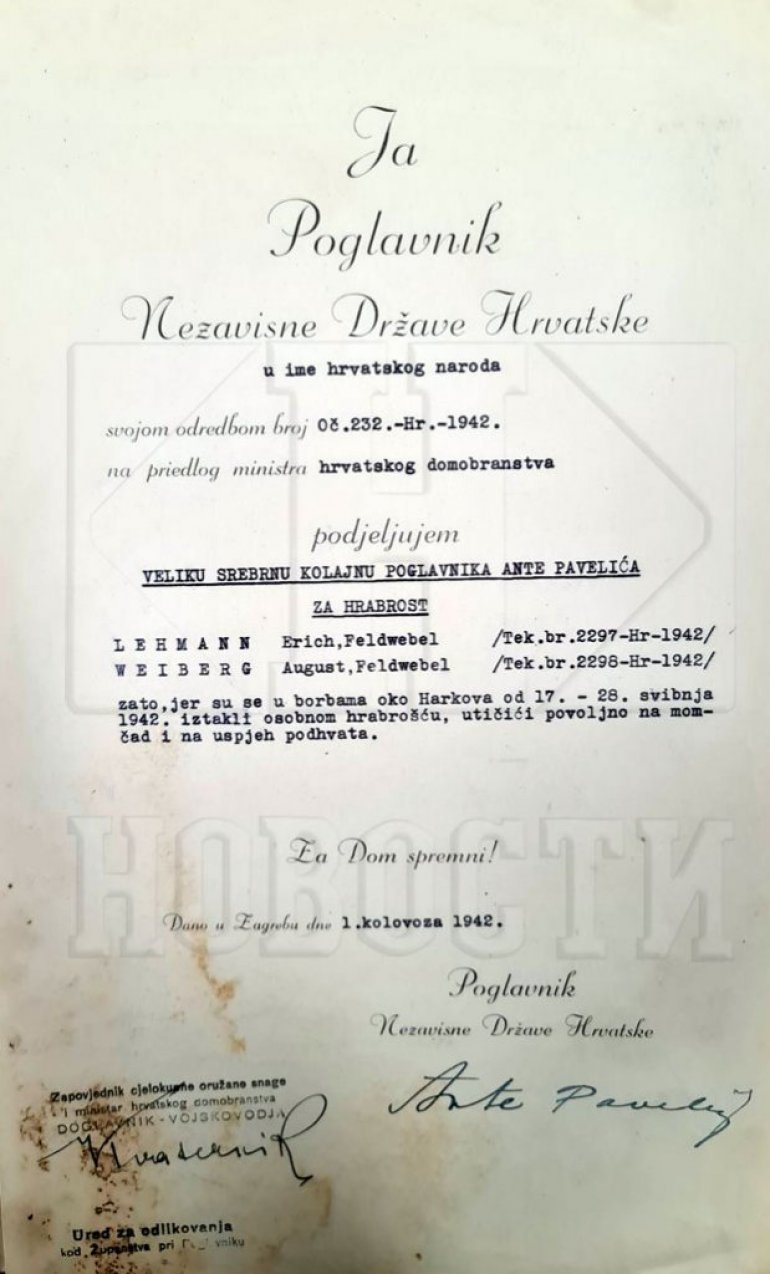 Ja
Poglavnik
Nezavisne Države Hrvatske
u ime hrvatskog naroda
svojom odredbom broj Oč.232.-Hr.-1942.
na priedlog ministra hrvatskog domobranstva
podjeljujem
VELIKU SREBRNU KOLAJNU POGLAVNIKA ANTE PAVELIĆA
ZA HRABROST
LEHMANN Erich,Feldwebel /Tek.br.2297-Hr-1942/
WEIBERG August,Feldwebel /Tek.br.2298-Hr-1942/
zato,jer su se u borbama oko Harkova od 17. - 28. svibnja
1942. iztakli osobnom hrabrošću, utičići povoljno na mom-
čad i na uspjeh podhvata.
НОВОСТИ
Za Dom spremni!
Dano u Zagrebu dne 1.kolovoza 1942.
Poglavnik
Nezavisne Države Hrvatske
Ante Pavelić
Zapovjednik cjelokupne oružane snage
i ministar hrvatskog domobranstva
DOGLAVNIK-VOJSKOVODJA
Kvaternik
Ured za odlikovanja
kod Županstva pri